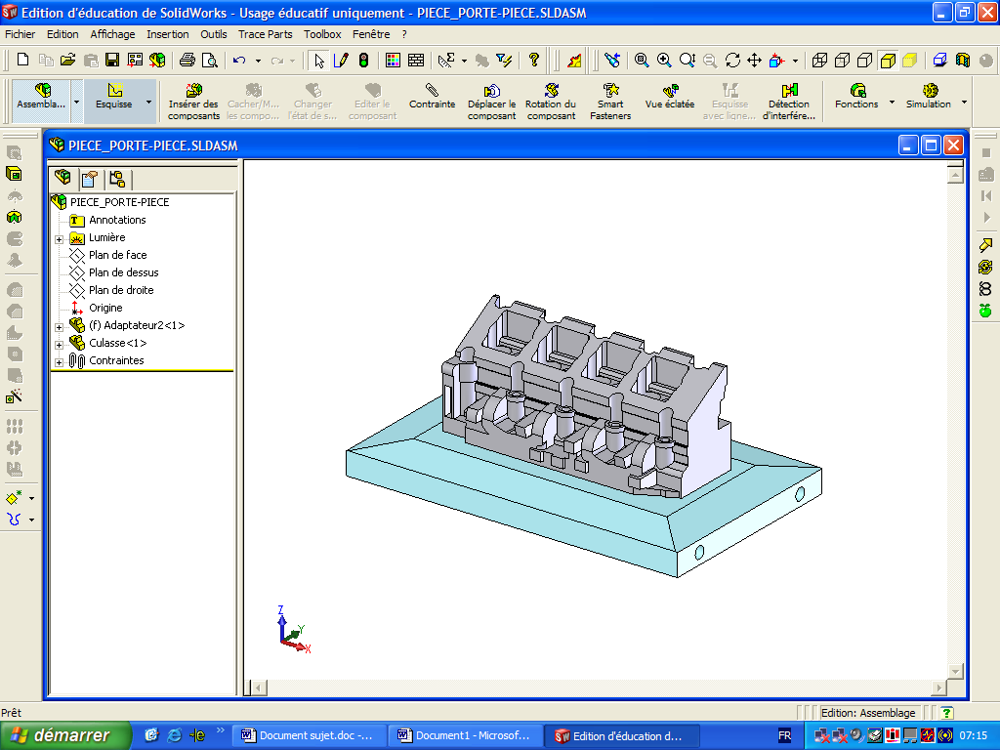 Edition d'éducation de SolidWorks - Usage éducatif uniquement - PIECE_PORTE-PIECE.SLDASM
Fichier Edition Affichage Insertion Outils Trace Parts Toolbox Fenêtre ?
Assembla... Esquisse Insérer des composants Cacher/M... les compo... Changer l'état de s... Editer le composant Contrainte Déplacer le composant Rotation du composant Smart Fasteners Vue éclatée Esquisse avec ligne... Détection d'interfére... Fonctions Simulation
PIECE_PORTE-PIECE.SLDASM
PIECE_PORTE-PIECE
Annotations
Lumière
Plan de face
Plan de dessus
Plan de droite
Origine
(f) Adaptateur2<1>
Culasse<1>
Contraintes
Z
Y
X
Prêt
Edition: Assemblage
démarrer
Document sujet.doc -...
Document1 - Microsof...
Edition d'éducation d...
FR
07:15